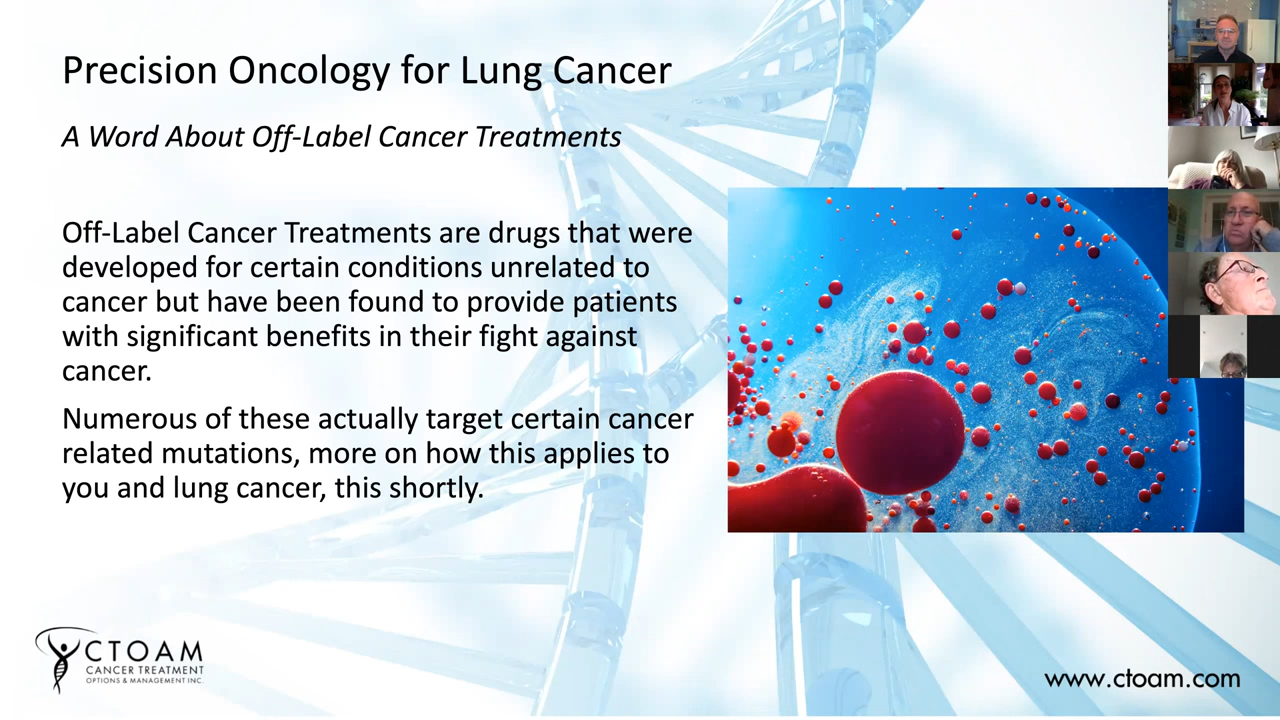 Precision Oncology for Lung Cancer
A Word About Off-Label Cancer Treatments
Off-Label Cancer Treatments are drugs that were
developed for certain conditions unrelated to
cancer but have been found to provide patients
with significant benefits in their fight against
cancer.
Numerous of these actually target certain cancer
related mutations, more on how this applies to
you and lung cancer, this shortly.
CTOAM
CANCER TREATMENT
OPTIONS & MANAGEMENT INC.
www.ctoam.com